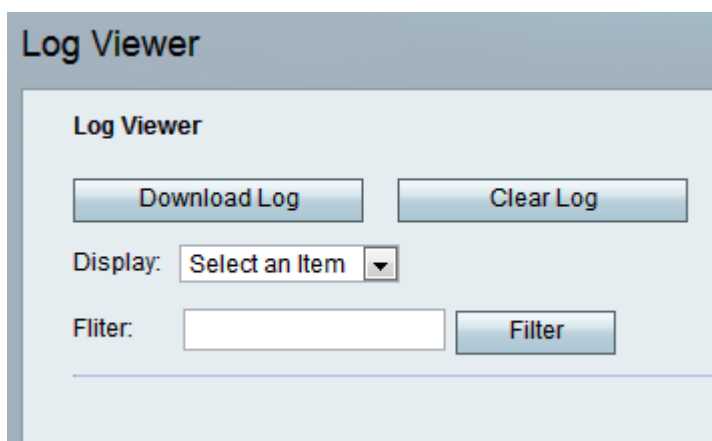 Log Viewer
Log Viewer
Download Log Clear Log
Display: Select an Item
Fliter: Filter